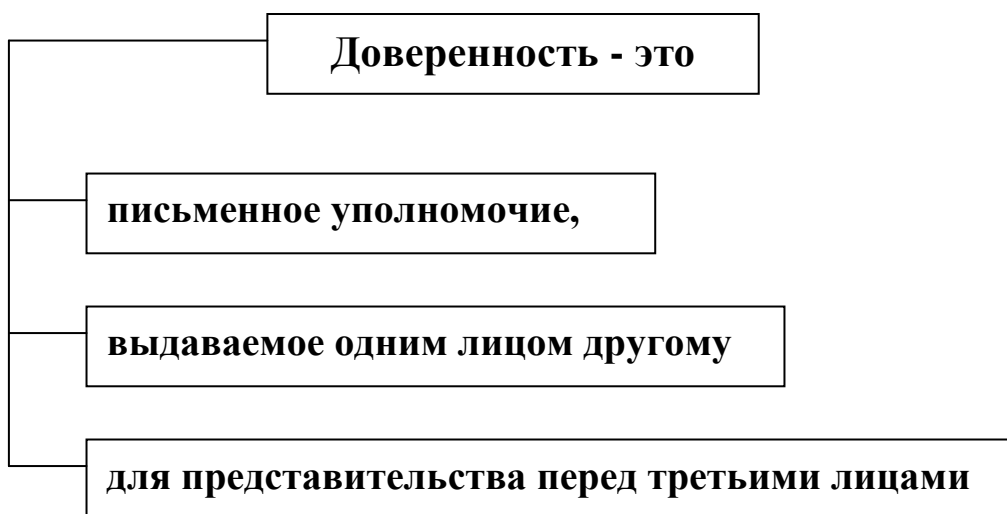 Доверенность - это
письменное уполномочие,
выдаваемое одним лицом другому
для представительства перед третьими лицами